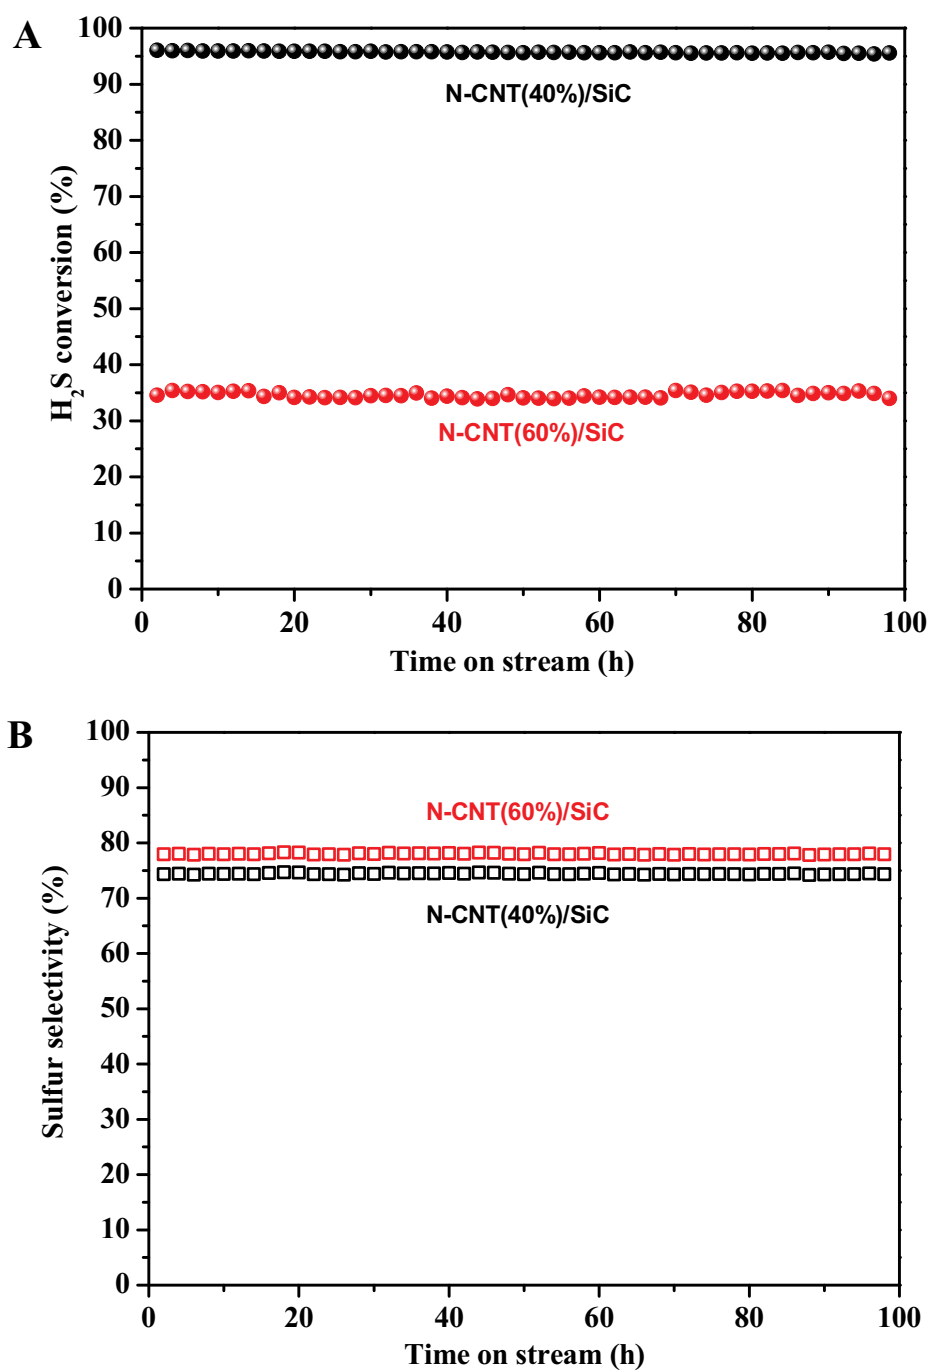 A
100
90
80
70
60
50
40
30
20
10
0
H₂S conversion (%)
N-CNT(40%)/SiC
N-CNT(60%)/SiC
0 20 40 60 80 100
Time on stream (h)
B
100
90
80
70
60
50
40
30
20
10
0
Sulfur selectivity (%)
N-CNT(60%)/SiC
N-CNT(40%)/SiC
0 20 40 60 80 100
Time on stream (h)